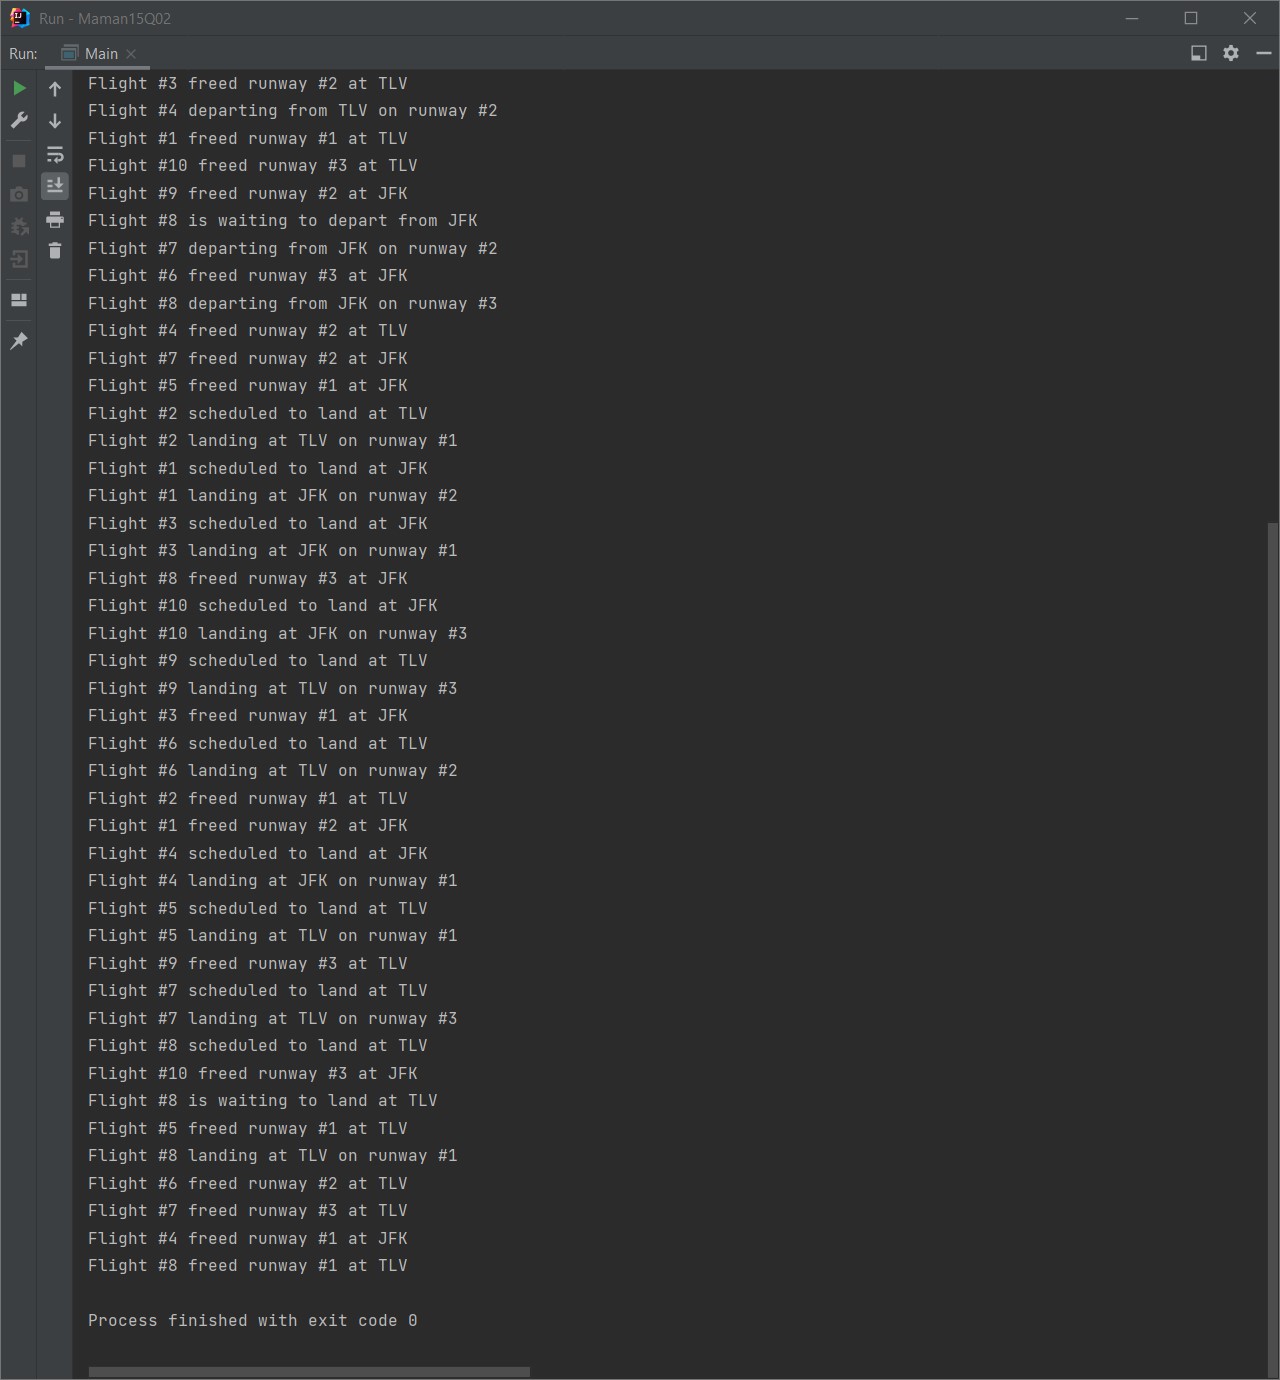 Run - Maman15Q02
Run: Main
Flight #3 freed runway #2 at TLV
Flight #4 departing from TLV on runway #2
Flight #1 freed runway #1 at TLV
Flight #10 freed runway #3 at TLV
Flight #9 freed runway #2 at JFK
Flight #8 is waiting to depart from JFK
Flight #7 departing from JFK on runway #2
Flight #6 freed runway #3 at JFK
Flight #8 departing from JFK on runway #3
Flight #4 freed runway #2 at TLV
Flight #7 freed runway #2 at JFK
Flight #5 freed runway #1 at JFK
Flight #2 scheduled to land at TLV
Flight #2 landing at TLV on runway #1
Flight #1 scheduled to land at JFK
Flight #1 landing at JFK on runway #2
Flight #3 scheduled to land at JFK
Flight #3 landing at JFK on runway #1
Flight #8 freed runway #3 at JFK
Flight #10 scheduled to land at JFK
Flight #10 landing at JFK on runway #3
Flight #9 scheduled to land at TLV
Flight #9 landing at TLV on runway #3
Flight #3 freed runway #1 at JFK
Flight #6 scheduled to land at TLV
Flight #6 landing at TLV on runway #2
Flight #2 freed runway #1 at TLV
Flight #1 freed runway #2 at JFK
Flight #4 scheduled to land at JFK
Flight #4 landing at JFK on runway #1
Flight #5 scheduled to land at TLV
Flight #5 landing at TLV on runway #1
Flight #9 freed runway #3 at TLV
Flight #7 scheduled to land at TLV
Flight #7 landing at TLV on runway #3
Flight #8 scheduled to land at TLV
Flight #10 freed runway #3 at JFK
Flight #8 is waiting to land at TLV
Flight #5 freed runway #1 at TLV
Flight #8 landing at TLV on runway #1
Flight #6 freed runway #2 at TLV
Flight #7 freed runway #3 at TLV
Flight #4 freed runway #1 at JFK
Flight #8 freed runway #1 at TLV
Process finished with exit code 0